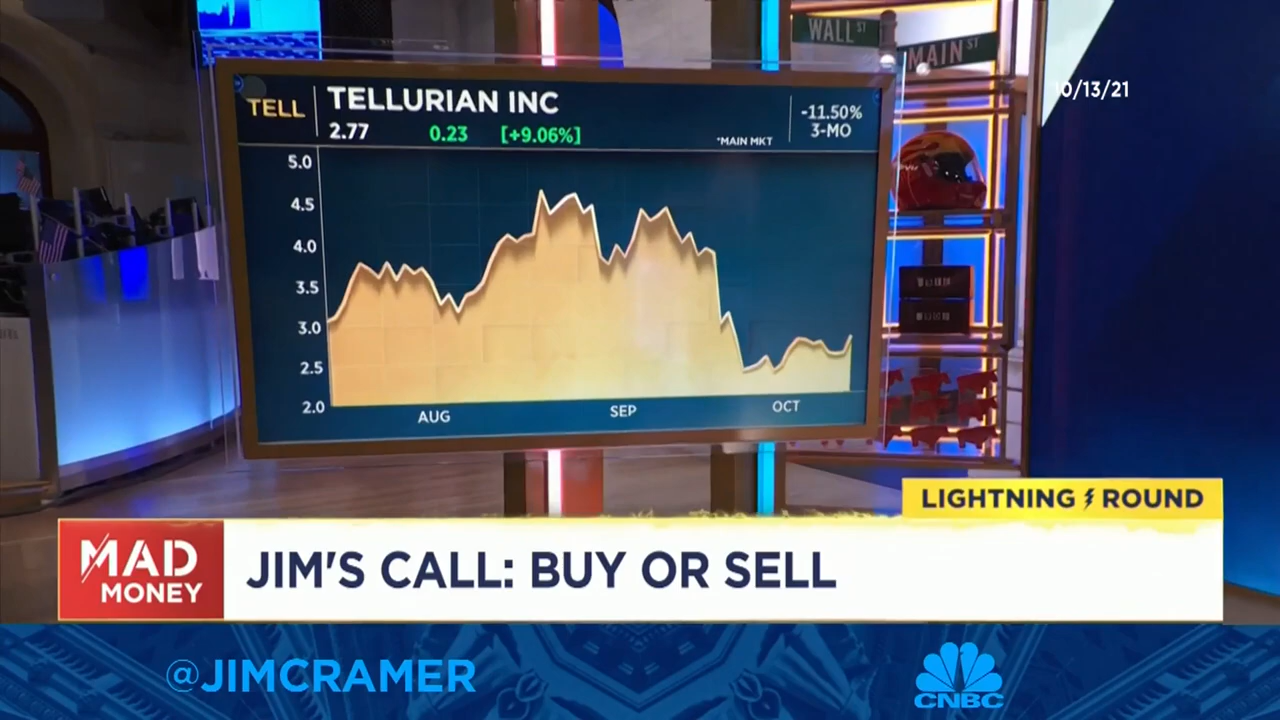 WALL ST
MAIN ST
10/13/21
TELL
TELLURIAN INC
2.77 0.23 [+9.06%]
*MAIN MKT
-11.50%
3-MO
5.0
4.5
4.0
3.5
3.0
2.5
2.0
AUG SEP OCT
LIGHTNING ROUND
MAD
MONEY
JIM'S CALL: BUY OR SELL
@JIMCRAMER
CNBC